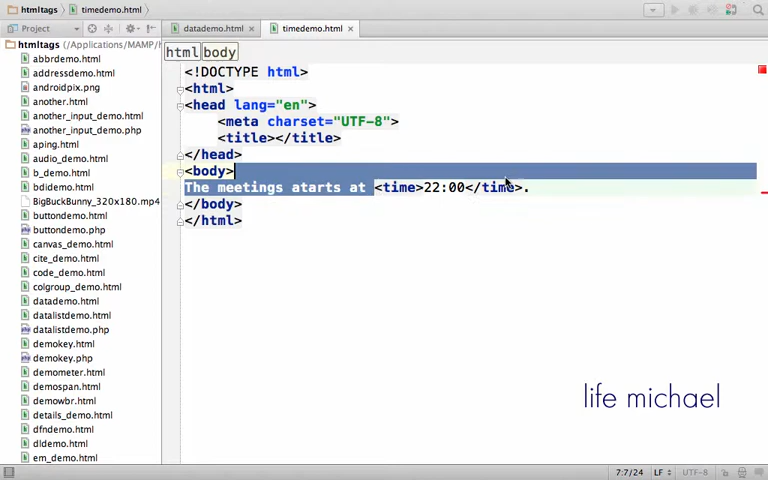 htmltags timedemo.html
Project
datademo.html timedemo.html
htmltags (/Applications/MAMP/h
html body
abbrdemo.html
addressdemo.html
androidpix.png
another.html
another_input_demo.html
another_input_demo.php
aping.html
audio_demo.html
b_demo.html
bdidemo.html
BigBuckBunny_320x180.mp4
buttondemo.html
buttondemo.php
canvas_demo.html
cite_demo.html
code_demo.html
colgroup_demo.html
datademo.html
datalistdemo.html
datalistdemo.php
demokey.html
demokey.php
demometer.html
demospan.html
demowbr.html
details_demo.html
dfndemo.html
dldemo.html
em_demo.html
<!DOCTYPE html>
<html>
<head lang="en">
<meta charset="UTF-8">
<title></title>
</head>
<body>
The meetings atarts at <time>22:00</time>.
</body>
</html>
life michael
7:7/24 LF UTF-8